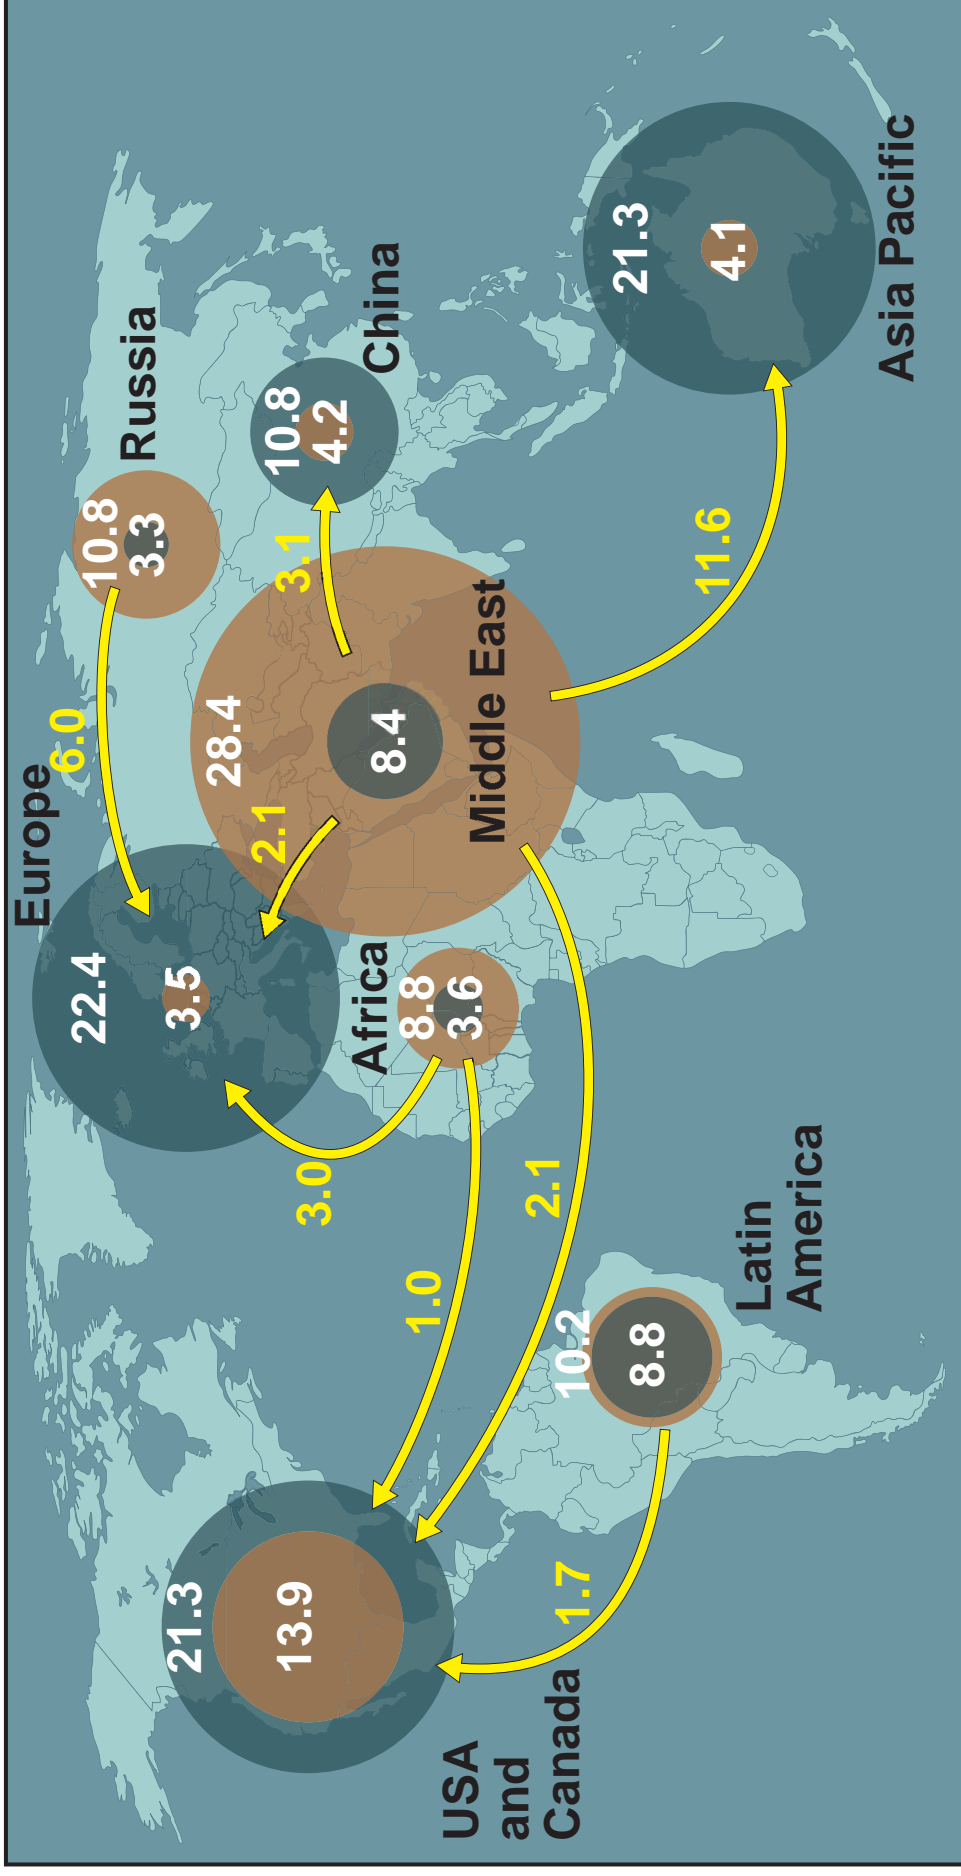 Europe
22.4
3.5
6.0
Russia
10.8
3.3
China
10.8
4.2
3.1
28.4
8.4
Middle East
2.1
Africa
8.8
3.6
3.0
1.0
2.1
11.6
21.3
4.1
Asia Pacific
21.3
13.9
USA
and
Canada
1.7
10.2
8.8
Latin
America